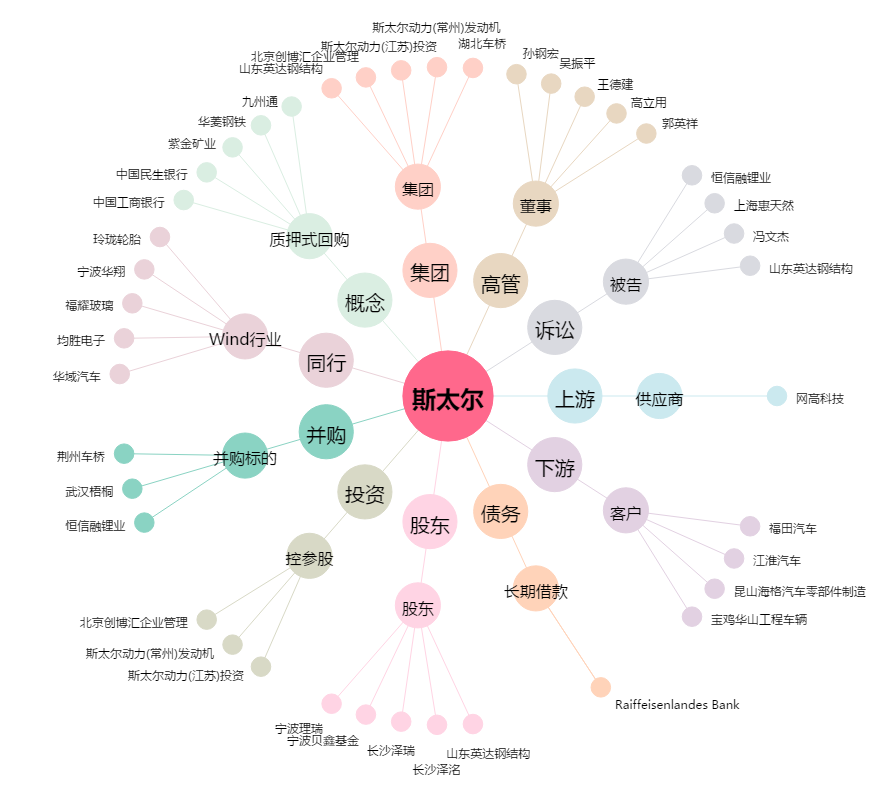 斯太尔动力(常州)发动机
湖北车桥
斯太尔动力(江苏)投资
北京创博汇企业管理
山东英达钢结构
孙钢宏
吴振平
王德建
高立用
郭英祥
九州通
华菱钢铁
紫金矿业
中国民生银行
中国工商银行
集团
董事
恒信融锂业
上海惠天然
冯文杰
山东英达钢结构
质押式回购
玲珑轮胎
宁波华翔
福耀玻璃
均胜电子
华域汽车
集团
高管
被告
概念
诉讼
Wind行业
同行
斯太尔
上游
供应商
网高科技
并购
并购标的
荆州车桥
武汉梧桐
恒信融锂业
下游
投资
股东
债务
客户
福田汽车
江淮汽车
昆山海格汽车零部件制造
宝鸡华山工程车辆
控参股
长期借款
股东
北京创博汇企业管理
斯太尔动力(常州)发动机
斯太尔动力(江苏)投资
Raiffeisenlandes Bank
宁波理瑞
宁波贝鑫基金
长沙泽瑞
长沙泽洺
山东英达钢结构